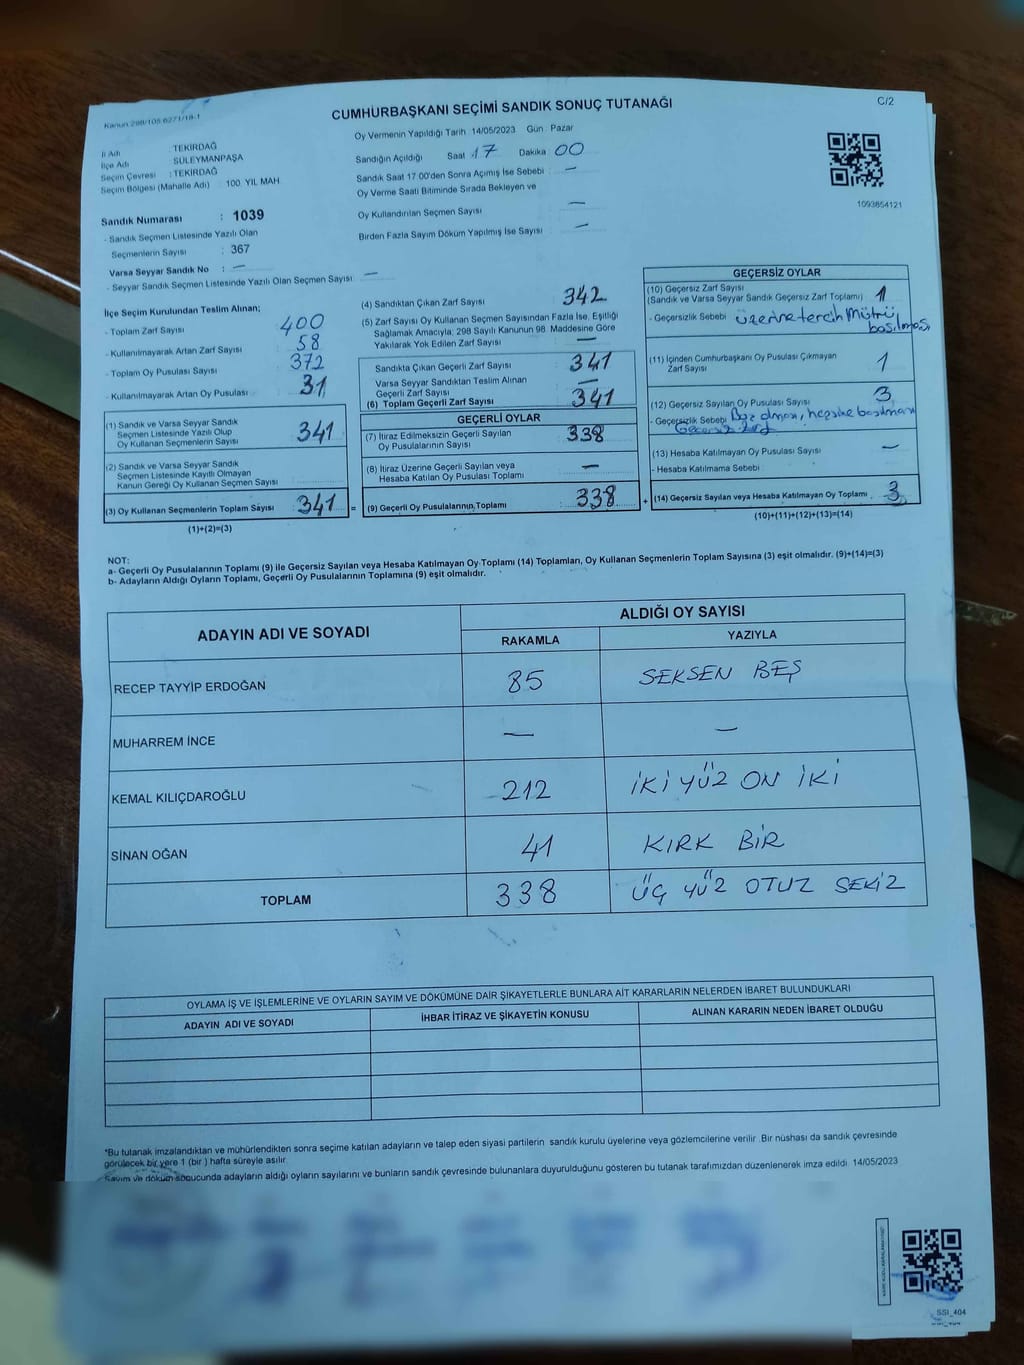 CUMHURBAŞKANI SEÇİMİ SANDIK SONUÇ TUTANAĞI
C/2
Kanun 298/105 6271/19-1
Oy Vermenin Yapıldığı Tarih 14/05/2023 Gün Pazar
İl Adı : TEKİRDAĞ
İlçe Adı : SÜLEYMANPAŞA
Seçim Çevresi : TEKİRDAĞ
Seçim Bölgesi (Mahalle Adı) 100. YIL MAH
Sandığın Açıldığı Saat 17 Dakika 00
Sandık Saat 17.00'den Sonra Açımış İse Sebebi : —
Oy Verme Saati Bitiminde Sırada Bekleyen ve
Oy Kullandırılan Seçmen Sayısı —
Birden Fazla Sayım Döküm Yapılmış İse Sayısı : —
1093854121
Sandık Numarası : 1039
- Sandık Seçmen Listesinde Yazılı Olan
Seçmenlerin Sayısı : 367
Varsa Seyyar Sandık No : —
- Seyyar Sandık Seçmen Listesinde Yazılı Olan Seçmen Sayısı : —
İlçe Seçim Kurulundan Teslim Alınan;
- Toplam Zarf Sayısı 400
- Kullanılmayarak Artan Zarf Sayısı 58
- Toplam Oy Pusulası Sayısı 372
- Kullanılmayarak Artan Oy Pusulası 31
(1) Sandık ve Varsa Seyyar Sandık
Seçmen Listesinde Yazılı Olup
Oy Kullanan Seçmenlerin Sayısı 341
(2) Sandık ve Varsa Seyyar Sandık
Seçmen Listesinde Kayıtlı Olmayan
Kanun Gereği Oy Kullanan Seçmen Sayısı
(3) Oy Kullanan Seçmenlerin Toplam Sayısı 341 =
(1)+(2)=(3)
(4) Sandıktan Çıkan Zarf Sayısı 342
(5) Zarf Sayısı Oy Kullanan Seçmen Sayısından Fazla İse, Eşitliği
Sağlamak Amacıyla, 298 Sayılı Kanunun 98. Maddesine Göre
Yakılarak Yok Edilen Zarf Sayısı —
Sandıkta Çıkan Geçerli Zarf Sayısı 341
Varsa Seyyar Sandıktan Teslim Alınan
Geçerli Zarf Sayısı —
(6) Toplam Geçerli Zarf Sayısı 341
GEÇERLİ OYLAR
(7) İtiraz Edilmeksizin Geçerli Sayılan
Oy Pusulalarının Sayısı 338
(8) İtiraz Üzerine Geçerli Sayılan veya
Hesaba Katılan Oy Pusulası Toplamı —
(9) Geçerli Oy Pusulalarının Toplamı 338 +
GEÇERSİZ OYLAR
(10) Geçersiz Zarf Sayısı
(Sandık ve Varsa Seyyar Sandık Geçersiz Zarf Toplamı) 1
- Geçersizlik Sebebi üzerine tercih Mührü
basılması
(11) İçinden Cumhurbaşkanı Oy Pusulası Çıkmayan
Zarf Sayısı 1
(12) Geçersiz Sayılan Oy Pusulası Sayısı 3
- Geçersizlik Sebebi Boş olması, hepsine basılması
Geçersiz Zarf
(13) Hesaba Katılmayan Oy Pusulası Sayısı —
- Hesaba Katılmama Sebebi
(14) Geçersiz Sayılan veya Hesaba Katılmayan Oy Toplamı 3
(10)+(11)+(12)+(13)=(14)
NOT:
a- Geçerli Oy Pusulalarının Toplamı (9) ile Geçersiz Sayılan veya Hesaba Katılmayan Oy Toplamı (14) Toplamları, Oy Kullanan Seçmenlerin Toplam Sayısına (3) eşit olmalıdır. (9)+(14)=(3)
b- Adayların Aldığı Oyların Toplamı, Geçerli Oy Pusulalarının Toplamına (9) eşit olmalıdır.
ADAYIN ADI VE SOYADI
ALDIĞI OY SAYISI
RAKAMLA YAZIYLA
RECEP TAYYİP ERDOĞAN 85 SEKSEN BEŞ
MUHARREM İNCE — —
KEMAL KILIÇDAROĞLU 212 İKİ YÜZ ON İKİ
SİNAN OĞAN 41 KIRK BİR
TOPLAM 338 ÜÇ YÜZ OTUZ SEKİZ
OYLAMA İŞ VE İŞLEMLERİNE VE OYLARIN SAYIM VE DÖKÜMÜNE DAİR ŞİKAYETLERLE BUNLARA AİT KARARLARIN NELERDEN İBARET BULUNDUKLARI
ADAYIN ADI VE SOYADI İHBAR İTİRAZ VE ŞİKAYETİN KONUSU ALINAN KARARIN NEDEN İBARET OLDUĞU
*Bu tutanak imzalandıktan ve mühürlendikten sonra seçime katılan adayların ve talep eden siyasi partilerin sandık kurulu üyelerine veya gözlemcilerine verilir. Bir nüshası da sandık çevresinde
görülecek bir yere 1 (bir ) hafta süreyle asılır.
Sayım ve döküm sonucunda adayların aldığı oyların sayılarını ve bunların sandık çevresinde bulunanlara duyurulduğunu gösteren bu tutanak tarafımızdan düzenlenerek imza edildi. 14/05/2023
SSI_404